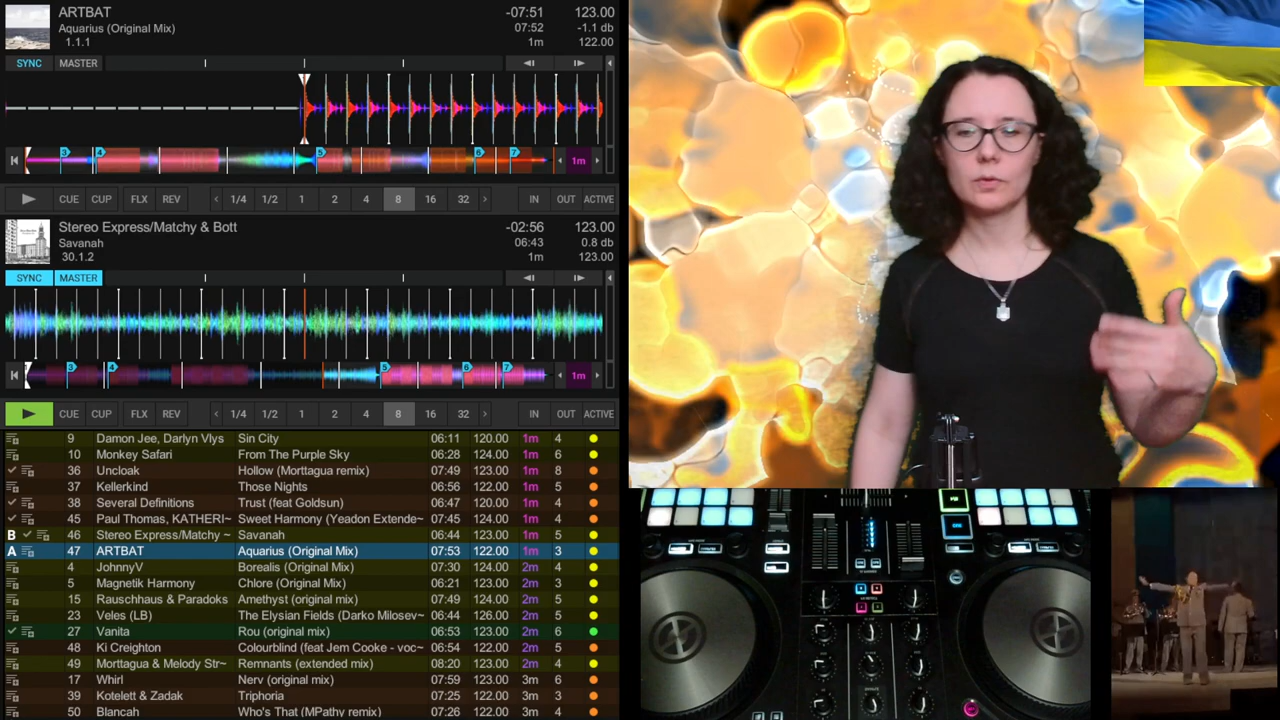 ARTBAT -07:51 123.00
Aquarius (Original Mix) 07:52 -1.1 db
1.1.1 1m 122.00
SYNC MASTER
3 4 5 6 7 1m
CUE CUP FLX REV 1/4 1/2 1 2 4 8 16 32 IN OUT ACTIVE
Stereo Express/Matchy & Bott -02:56 123.00
Savanah 06:43 0.8 db
30.1.2 1m 123.00
SYNC MASTER
3 4 5 6 7 1m
CUE CUP FLX REV 1/4 1/2 1 2 4 8 16 32 IN OUT ACTIVE
9 Damon Jee, Darlyn Vlys Sin City 06:11 120.00 1m 4
10 Monkey Safari From The Purple Sky 06:28 124.00 1m 6
36 Uncloak Hollow (Morttagua remix) 07:49 123.00 1m 8
37 Kellerkind Those Nights 06:56 122.00 1m 5
38 Several Definitions Trust (feat Goldsun) 06:47 120.00 1m 4
45 Paul Thomas, KATHERI~ Sweet Harmony (Yeadon Extende~ 07:45 124.00 1m 4
B 46 Stereo Express/Matchy ~ Savanah 06:44 123.00 1m 5
A 47 ARTBAT Aquarius (Original Mix) 07:53 122.00 1m 3
4 JohnnyV Borealis (Original Mix) 07:30 124.00 2m 4
5 Magnetik Harmony Chlore (Original Mix) 06:21 123.00 2m 3
15 Rauschhaus & Paradoks Amethyst (original mix) 07:49 124.00 2m 5
23 Veles (LB) The Elysian Fields (Darko Milosev~ 06:44 126.00 2m 5
27 Vanita Rou (original mix) 06:53 123.00 2m 6
48 Ki Creighton Colourblind (feat Jem Cooke - voc~ 06:54 122.00 2m 5
49 Morttagua & Melody Str~ Remnants (extended mix) 08:20 123.00 2m 4
17 Whirl Nerv (original mix) 07:59 123.00 3m 6
39 Kotelett & Zadak Triphoria 07:25 122.00 3m 3
50 Blancah Who's That (MPathy remix) 07:26 122.00 3m 4